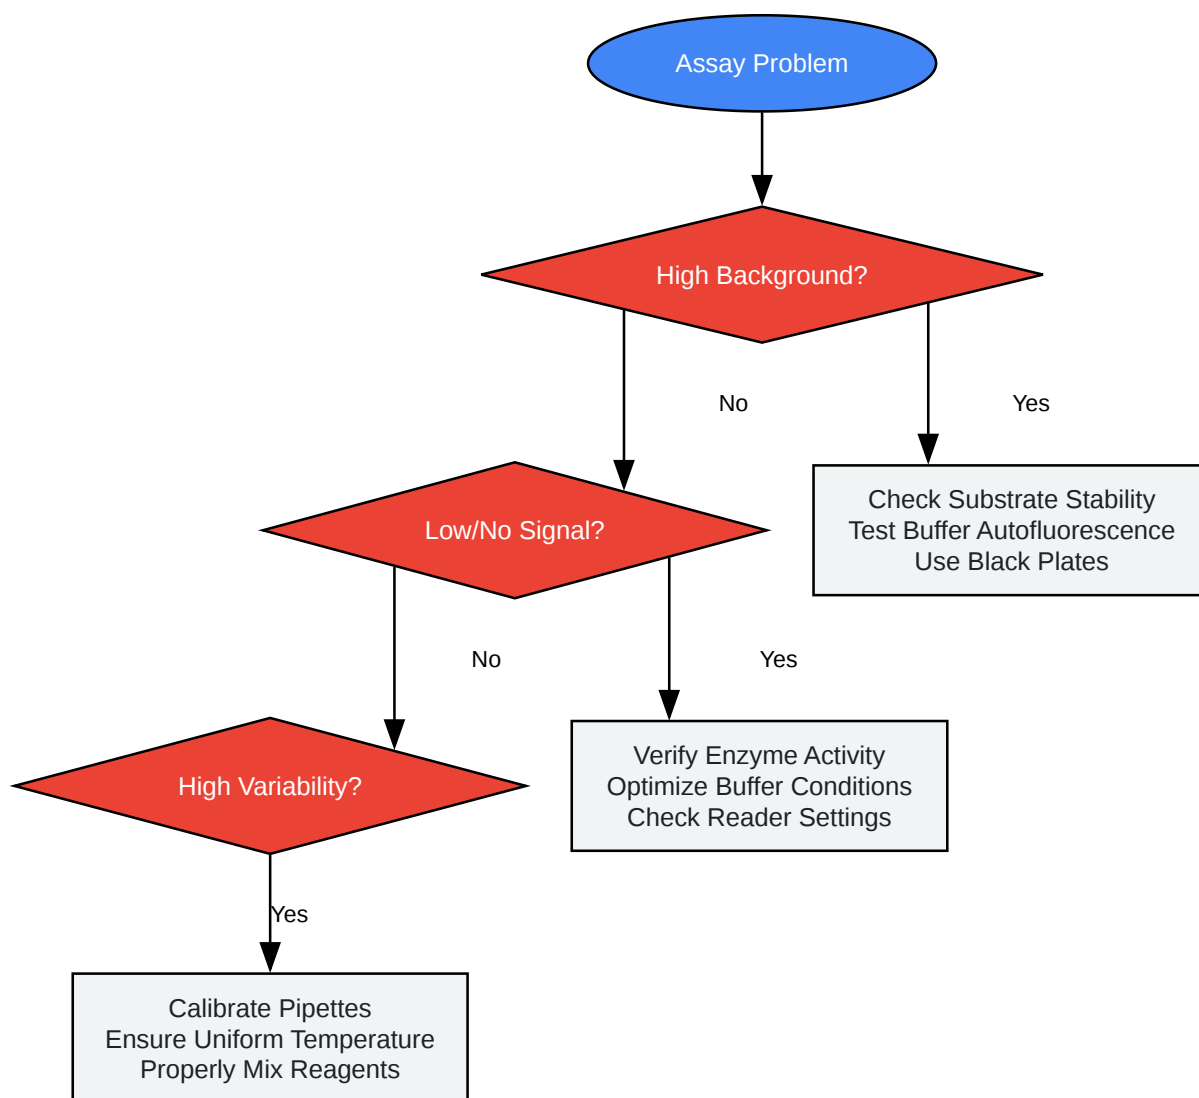 Assay Problem
High Background?
No
Yes
Check Substrate Stability
Test Buffer Autofluorescence
Use Black Plates
Low/No Signal?
No
Yes
Verify Enzyme Activity
Optimize Buffer Conditions
Check Reader Settings
High Variability?
Yes
Calibrate Pipettes
Ensure Uniform Temperature
Properly Mix Reagents